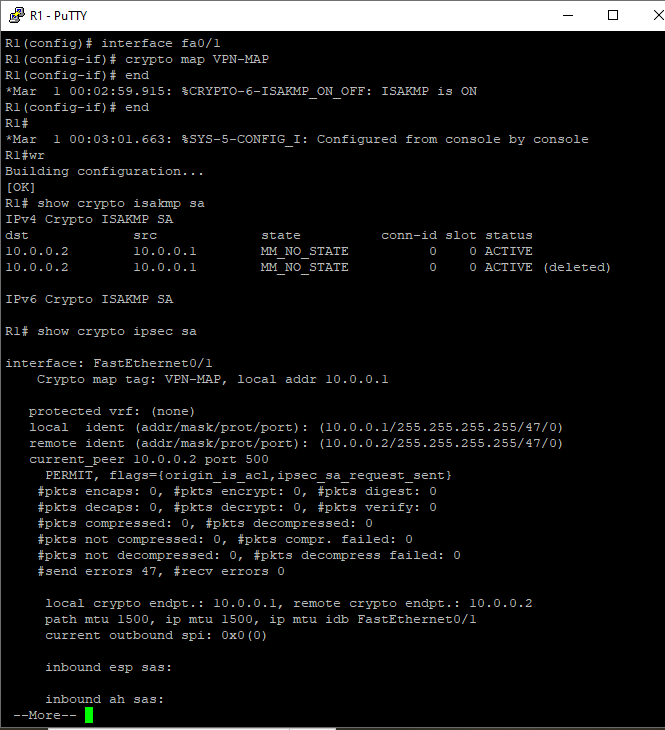 R1 - PuTTY
R1(config)# interface fa0/1
R1(config-if)# crypto map VPN-MAP
R1(config-if)# end
*Mar  1 00:02:59.915: %CRYPTO-6-ISAKMP_ON_OFF: ISAKMP is ON
R1(config-if)# end
R1#
*Mar  1 00:03:01.663: %SYS-5-CONFIG_I: Configured from console by console
R1#wr
Building configuration...
[OK]
R1# show crypto isakmp sa
IPv4 Crypto ISAKMP SA
dst             src             state          conn-id slot status
10.0.0.2        10.0.0.1        MM_NO_STATE          0    0 ACTIVE
10.0.0.2        10.0.0.1        MM_NO_STATE          0    0 ACTIVE (deleted)
IPv6 Crypto ISAKMP SA
R1# show crypto ipsec sa
interface: FastEthernet0/1
    Crypto map tag: VPN-MAP, local addr 10.0.0.1
   protected vrf: (none)
   local  ident (addr/mask/prot/port): (10.0.0.1/255.255.255.255/47/0)
   remote ident (addr/mask/prot/port): (10.0.0.2/255.255.255.255/47/0)
   current_peer 10.0.0.2 port 500
     PERMIT, flags={origin_is_acl,ipsec_sa_request_sent}
    #pkts encaps: 0, #pkts encrypt: 0, #pkts digest: 0
    #pkts decaps: 0, #pkts decrypt: 0, #pkts verify: 0
    #pkts compressed: 0, #pkts decompressed: 0
    #pkts not compressed: 0, #pkts compr. failed: 0
    #pkts not decompressed: 0, #pkts decompress failed: 0
    #send errors 47, #recv errors 0
     local crypto endpt.: 10.0.0.1, remote crypto endpt.: 10.0.0.2
     path mtu 1500, ip mtu 1500, ip mtu idb FastEthernet0/1
     current outbound spi: 0x0(0)
     inbound esp sas:
     inbound ah sas:
 --More--